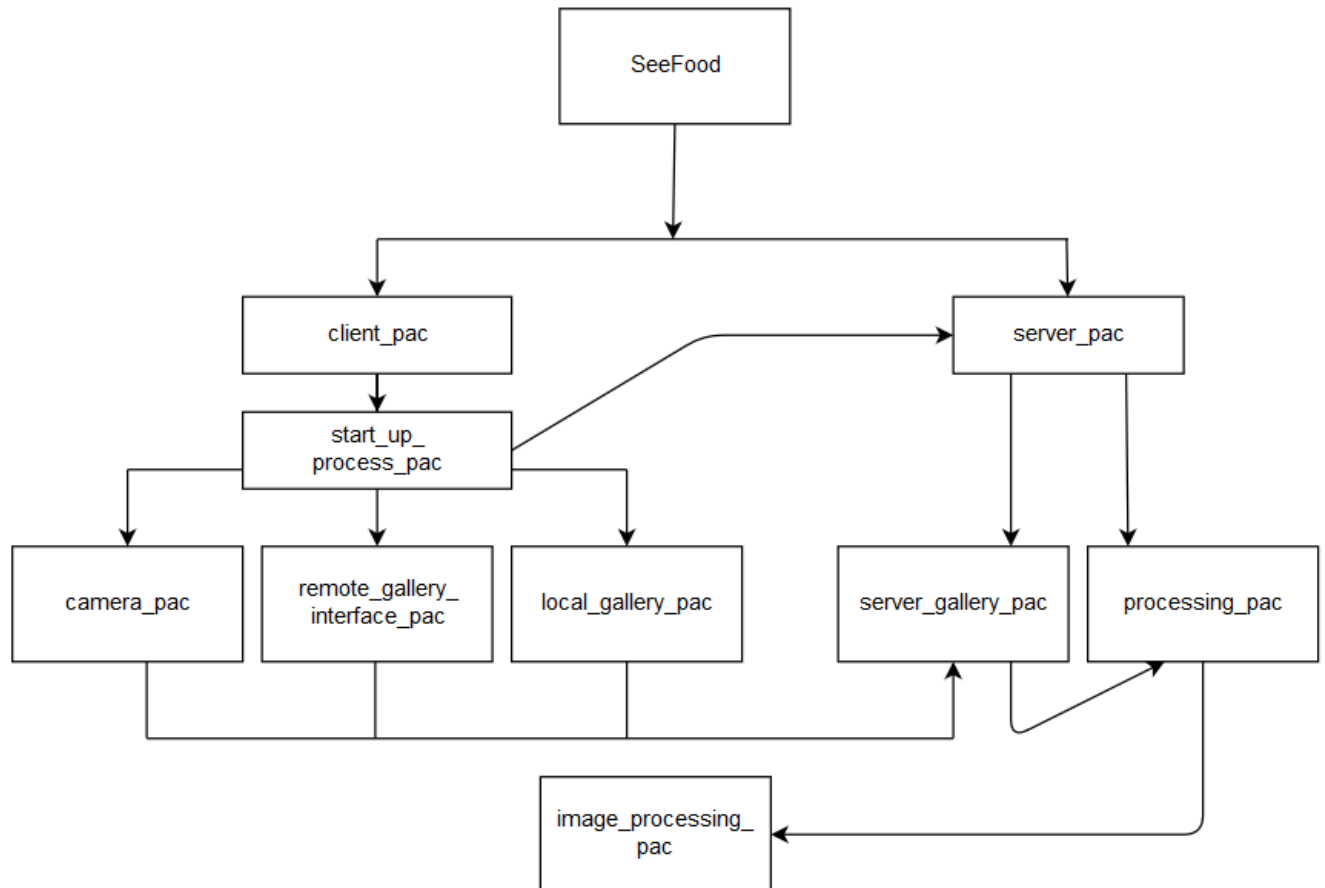 SeeFood
client_pac
server_pac
start_up_
process_pac
camera_pac
remote_gallery_
interface_pac
local_gallery_pac
server_gallery_pac
processing_pac
image_processing_
pac